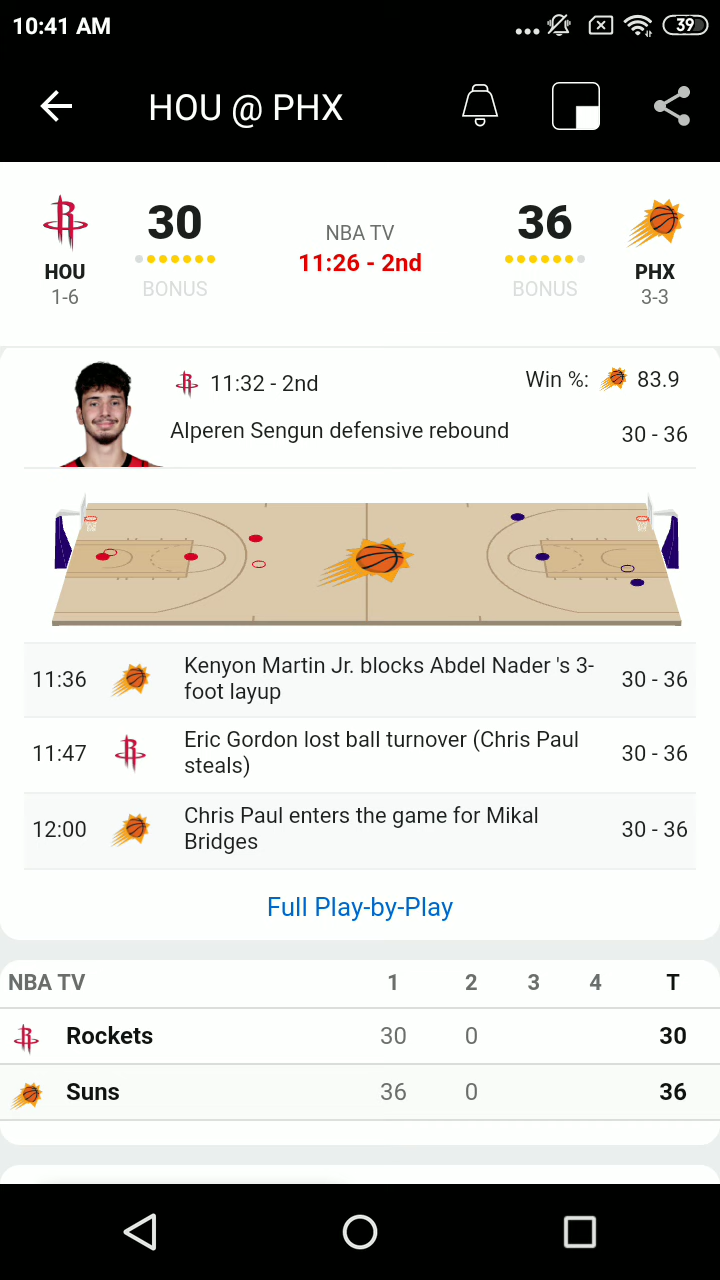 10:41 AM
39
HOU @ PHX
30
36
NBA TV
11:26 - 2nd
HOU
PHX
1-6
BONUS
BONUS
3-3
11:32 - 2nd
Win %: 83.9
Alperen Sengun defensive rebound
30 - 36
11:36
Kenyon Martin Jr. blocks Abdel Nader 's 3-
foot layup
30 - 36
11:47
Eric Gordon lost ball turnover (Chris Paul
steals)
30 - 36
12:00
Chris Paul enters the game for Mikal
Bridges
30 - 36
Full Play-by-Play
NBA TV 1 2 3 4 T
Rockets 30 0 30
Suns 36 0 36